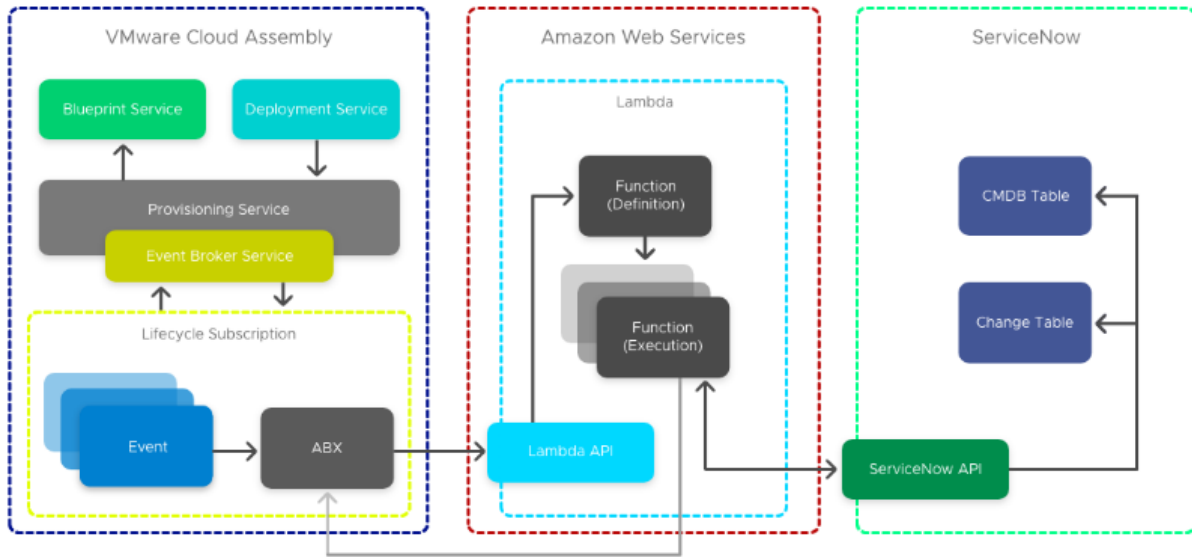 VMware Cloud Assembly
Blueprint Service
Deployment Service
Provisioning Service
Event Broker Service
Lifecycle Subscription
Event
ABX
Amazon Web Services
Lambda
Function
(Definition)
Function
(Execution)
Lambda API
ServiceNow
CMDB Table
Change Table
ServiceNow API